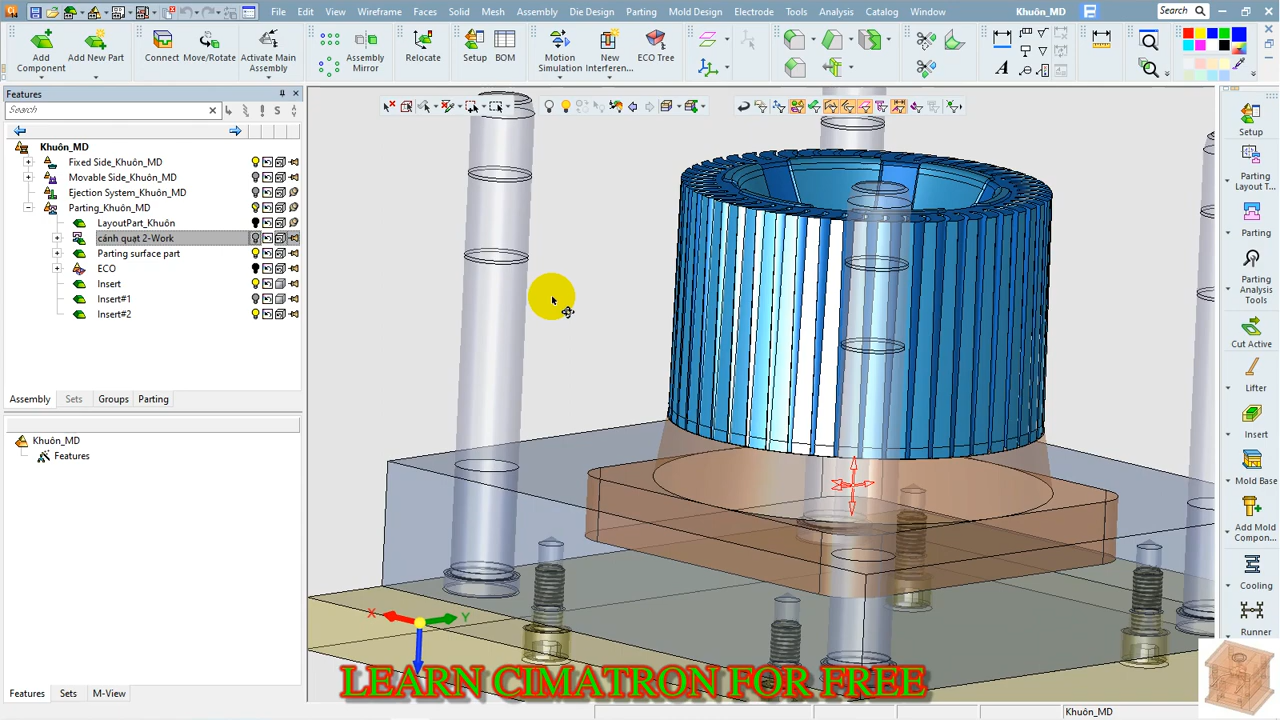 File Edit View Wireframe Faces Solid Mesh Assembly Die Design Parting Mold Design Electrode Tools Analysis Catalog Window Khuôn_MD Search
Add Component Add New Part Connect Move/Rotate Activate Main Assembly Assembly Mirror Relocate Setup BOM Motion Simulation New Interferen... ECO Tree
Features
Search
Khuôn_MD
Fixed Side_Khuôn_MD
Movable Side_Khuôn_MD
Ejection System_Khuôn_MD
Parting_Khuôn_MD
LayoutPart_Khuôn
cánh quạt 2-Work
Parting surface part
ECO
Insert
Insert#1
Insert#2
Assembly Sets Groups Parting
Khuôn_MD
Features
Features Sets M-View
X
Y
Setup
Parting Layout T...
Parting
Parting Analysis Tools
Cut Active
Lifter
Insert
Mold Base
Add Mold Compon...
Cooling
Runner
LEARN CIMATRON FOR FREE
Khuôn_MD